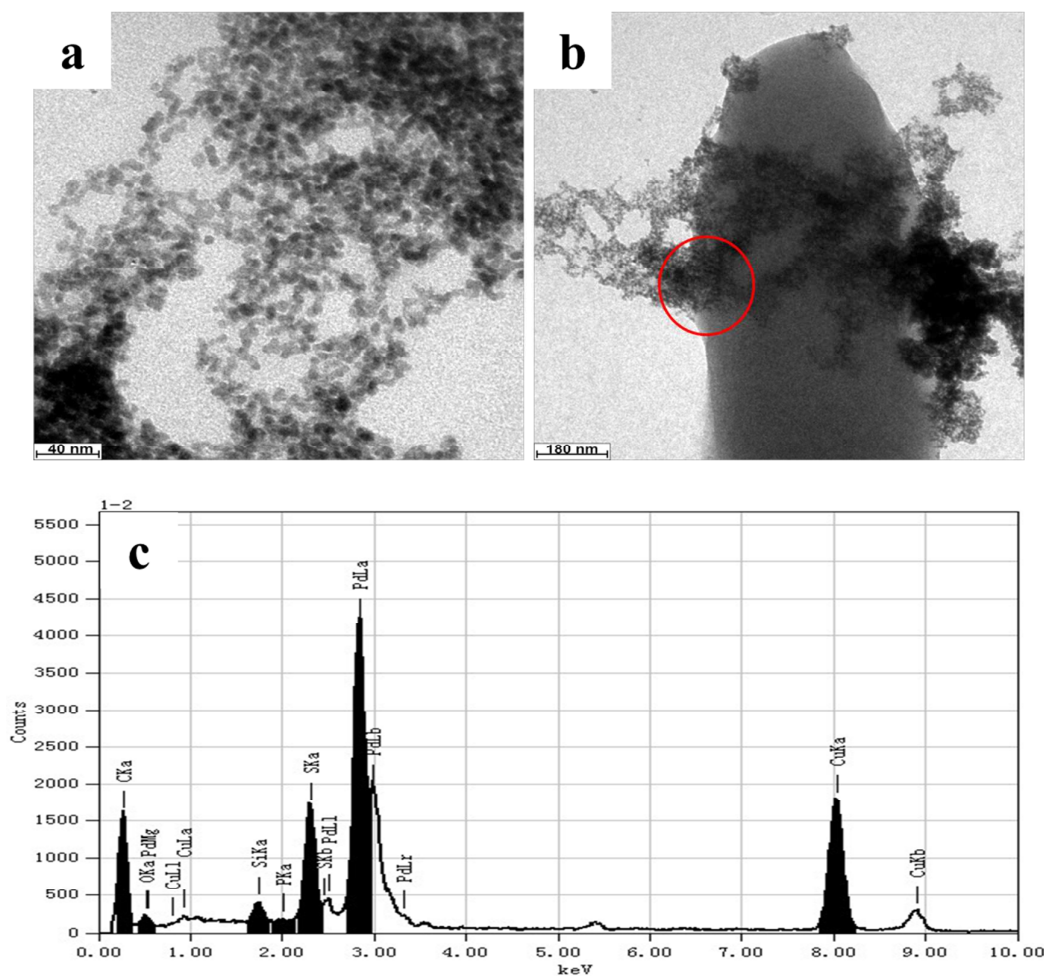 a
b
40 nm
180 nm
1-2
c
5500
5000
4500
4000
3500
3000
2500
2000
1500
1000
500
0
Counts
CKa
OKa
PdMg
CuLl
CuLa
SiKa
PKa
SKa
SKb
PdLl
PdLa
PdLb
PdLr
CuKa
CuKb
0.00
1.00
2.00
3.00
4.00
5.00
6.00
7.00
8.00
9.00
10.00
keV